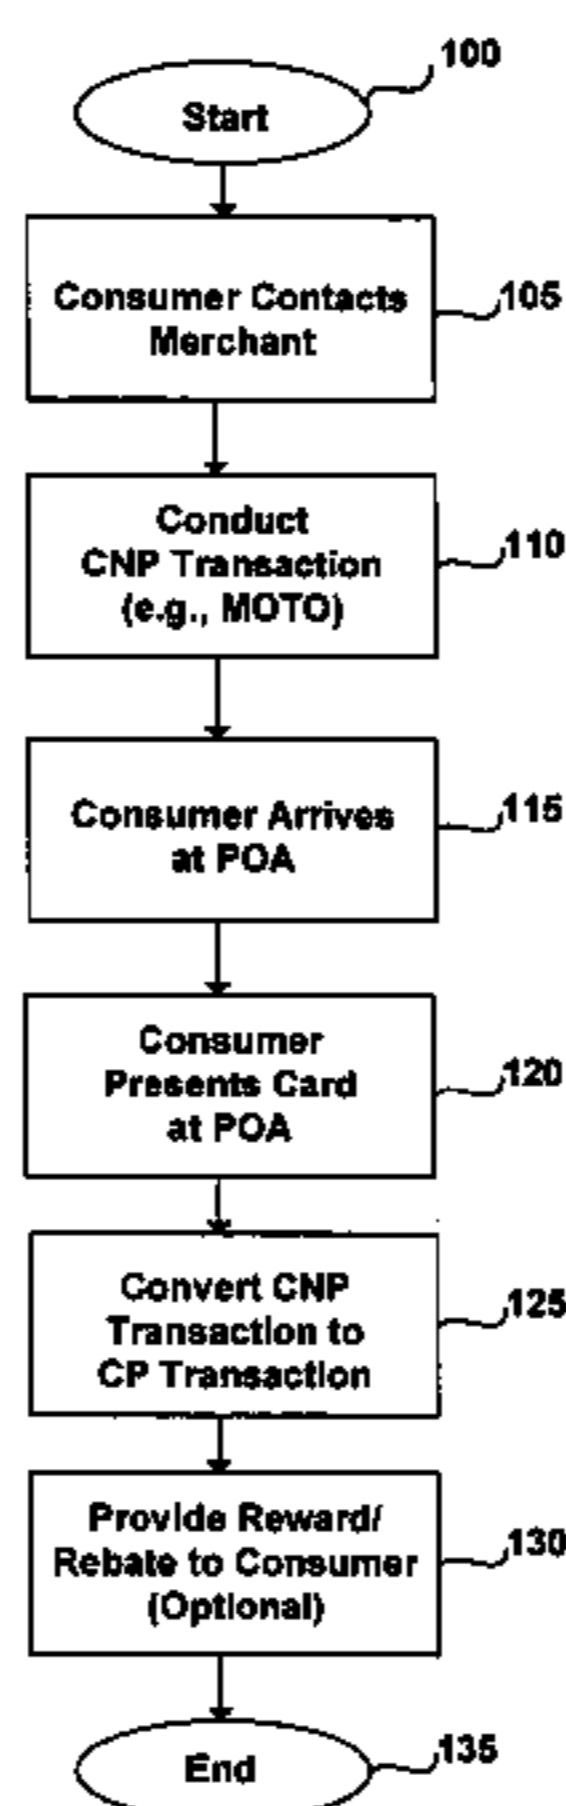 100
Start
Consumer Contacts
Merchant
105
Conduct
CNP Transaction
(e.g., MOTO)
110
Consumer Arrives
at POA
115
Consumer
Presents Card
at POA
120
Convert CNP
Transaction to
CP Transaction
125
Provide Reward/
Rebate to Consumer
(Optional)
130
End
135